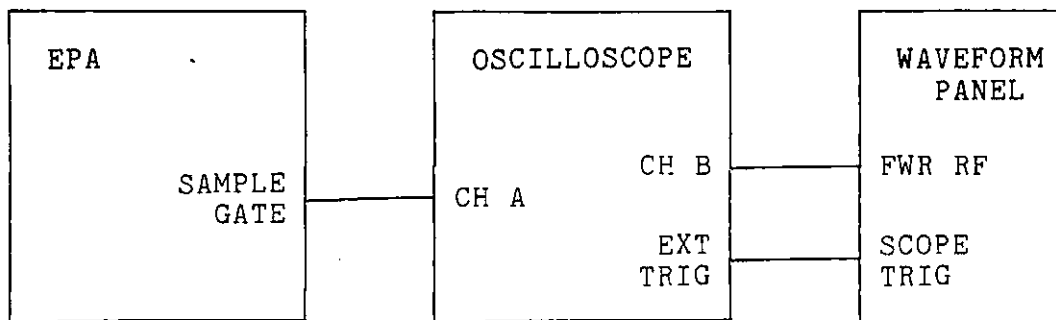 EPA
SAMPLE
GATE
OSCILLOSCOPE
CH A
CH B
EXT
TRIG
WAVEFORM
PANEL
FWR RF
SCOPE
TRIG